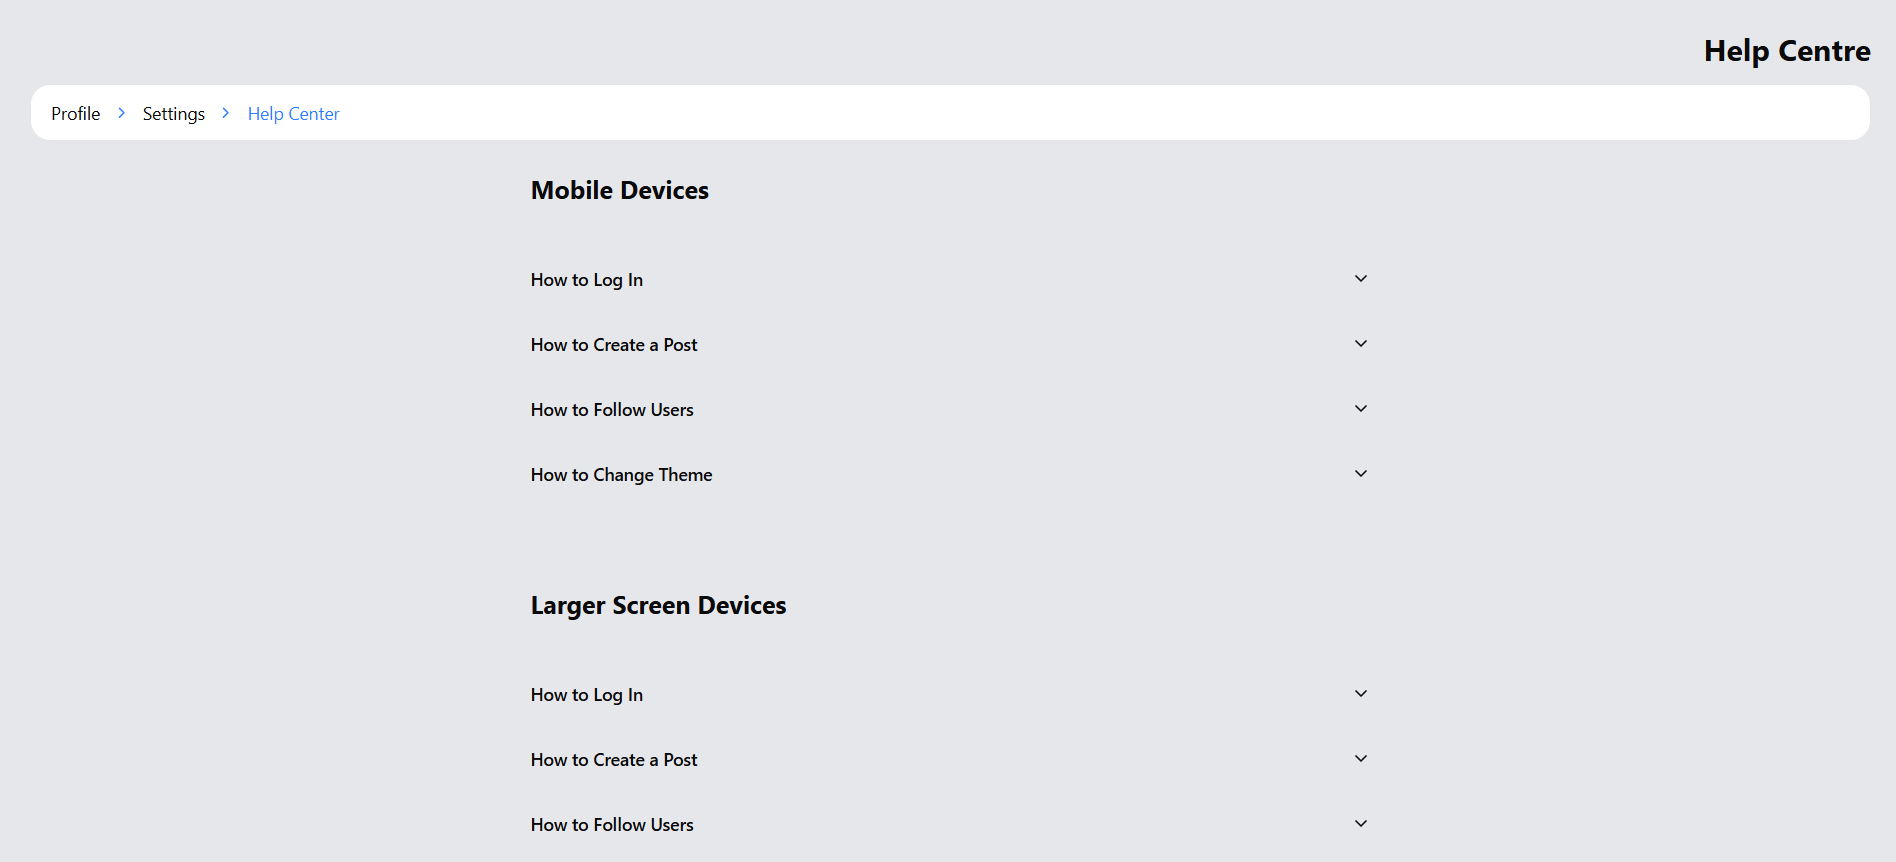 Help Centre
Profile > Settings > Help Center
Mobile Devices
How to Log In
How to Create a Post
How to Follow Users
How to Change Theme
Larger Screen Devices
How to Log In
How to Create a Post
How to Follow Users